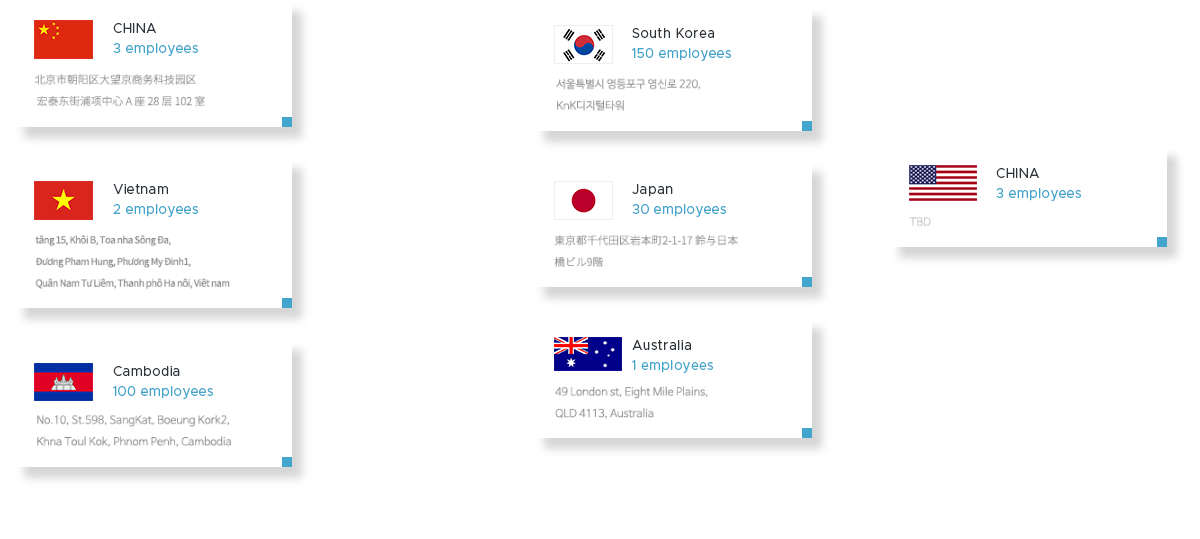 CHINA
3 employees
北京市朝阳区大望京商务科技园区
宏泰东街浦项中心 A 座 28 层 102 室
Vietnam
2 employees
tâng 15, Khôi B, Toa nha Sông Đa,
Đương Pham Hung, Phương My Đinh1,
Quân Nam Tư Liêm, Thanh phô Ha nôi, Viêt nam
Cambodia
100 employees
No.10, St.598, SangKat, Boeung Kork2,
Khna Toul Kok, Phnom Penh, Cambodia
South Korea
150 employees
서울특별시 영등포구 영신로 220,
KnK디지털타워
Japan
30 employees
東京都千代田区岩本町2-1-17 鈴与日本
橋ビル9階
Australia
1 employees
49 London st, Eight Mile Plains,
QLD 4113, Australia
CHINA
3 employees
TBD